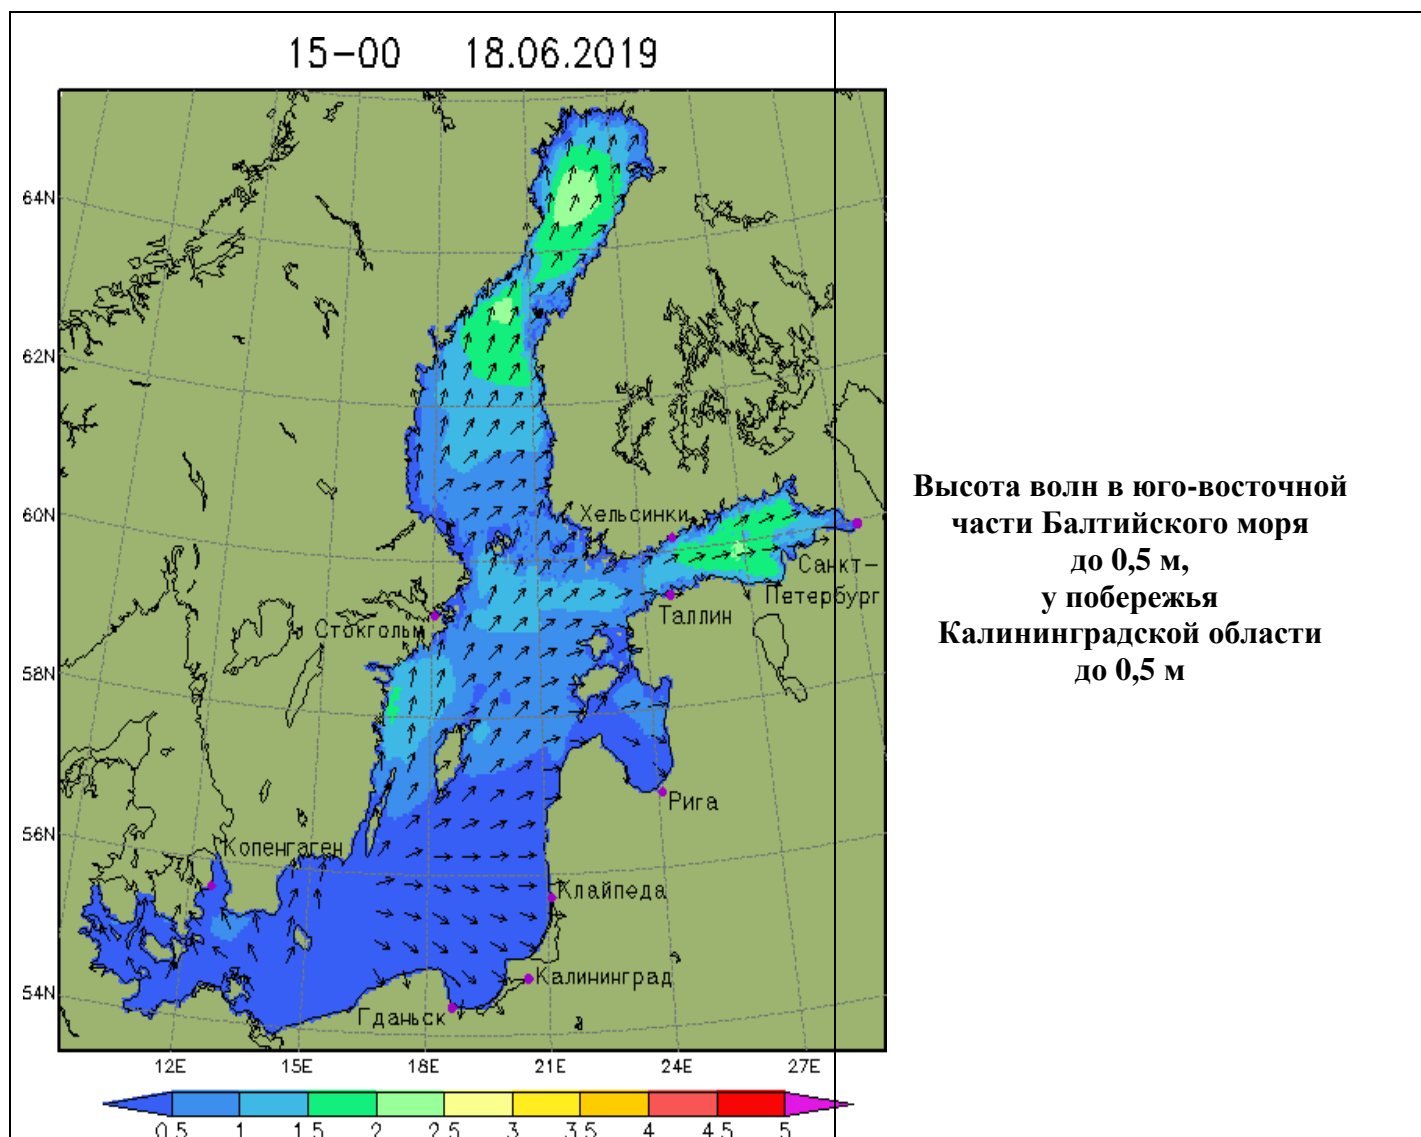 15-00 18.06.2019
64N
62N
60N
58N
56N
54N
Хельсинки
Санкт-
Петербург
Таллин
Стокгольм
Рига
Копенгаген
Клайпеда
Калининград
Гданьск
12E 15E 18E 21E 24E 27E
0.5 1 1.5 2 2.5 3 3.5 4 4.5 5
Высота волн в юго-восточной
части Балтийского моря
до 0,5 м,
у побережья
Калининградской области
до 0,5 м